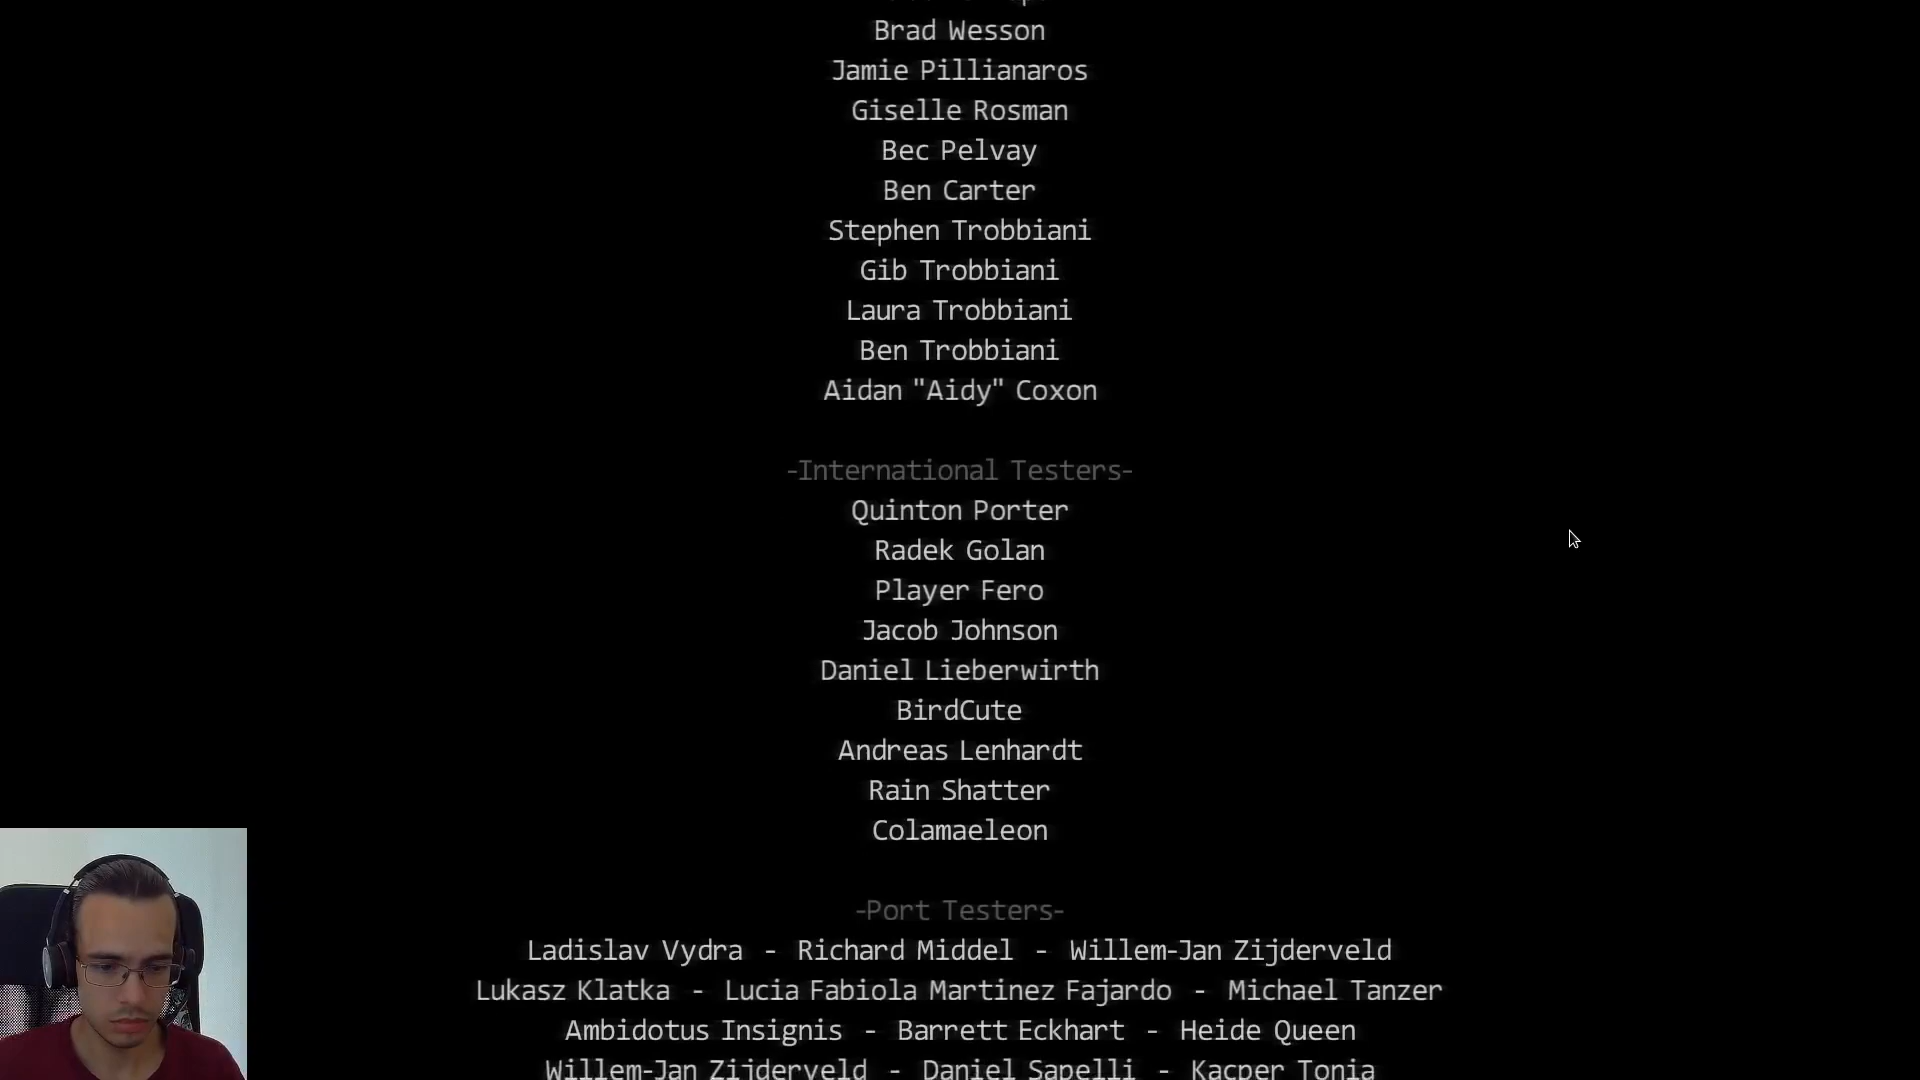 Brad Wesson
Jamie Pillianaros
Giselle Rosman
Bec Pelvay
Ben Carter
Stephen Trobbiani
Gib Trobbiani
Laura Trobbiani
Ben Trobbiani
Aidan "Aidy" Coxon
-International Testers-
Quinton Porter
Radek Golan
Player Fero
Jacob Johnson
Daniel Lieberwirth
BirdCute
Andreas Lenhardt
Rain Shatter
Colamaeleon
-Port Testers-
Ladislav Vydra - Richard Middel - Willem-Jan Zijderveld
Lukasz Klatka - Lucia Fabiola Martinez Fajardo - Michael Tanzer
Ambidotus Insignis - Barrett Eckhart - Heide Queen
Willem-Jan Zijderveld - Daniel Sapelli - Kacper Tonia